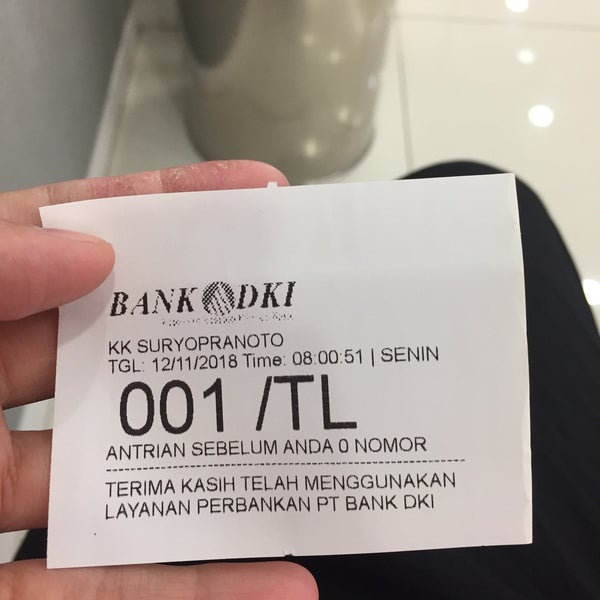 BANK DKI
KK SURYOPRANOTO
TGL: 12/11/2018 Time: 08:00:51 | SENIN
001 /TL
ANTRIAN SEBELUM ANDA 0 NOMOR
TERIMA KASIH TELAH MENGGUNAKAN
LAYANAN PERBANKAN PT BANK DKI